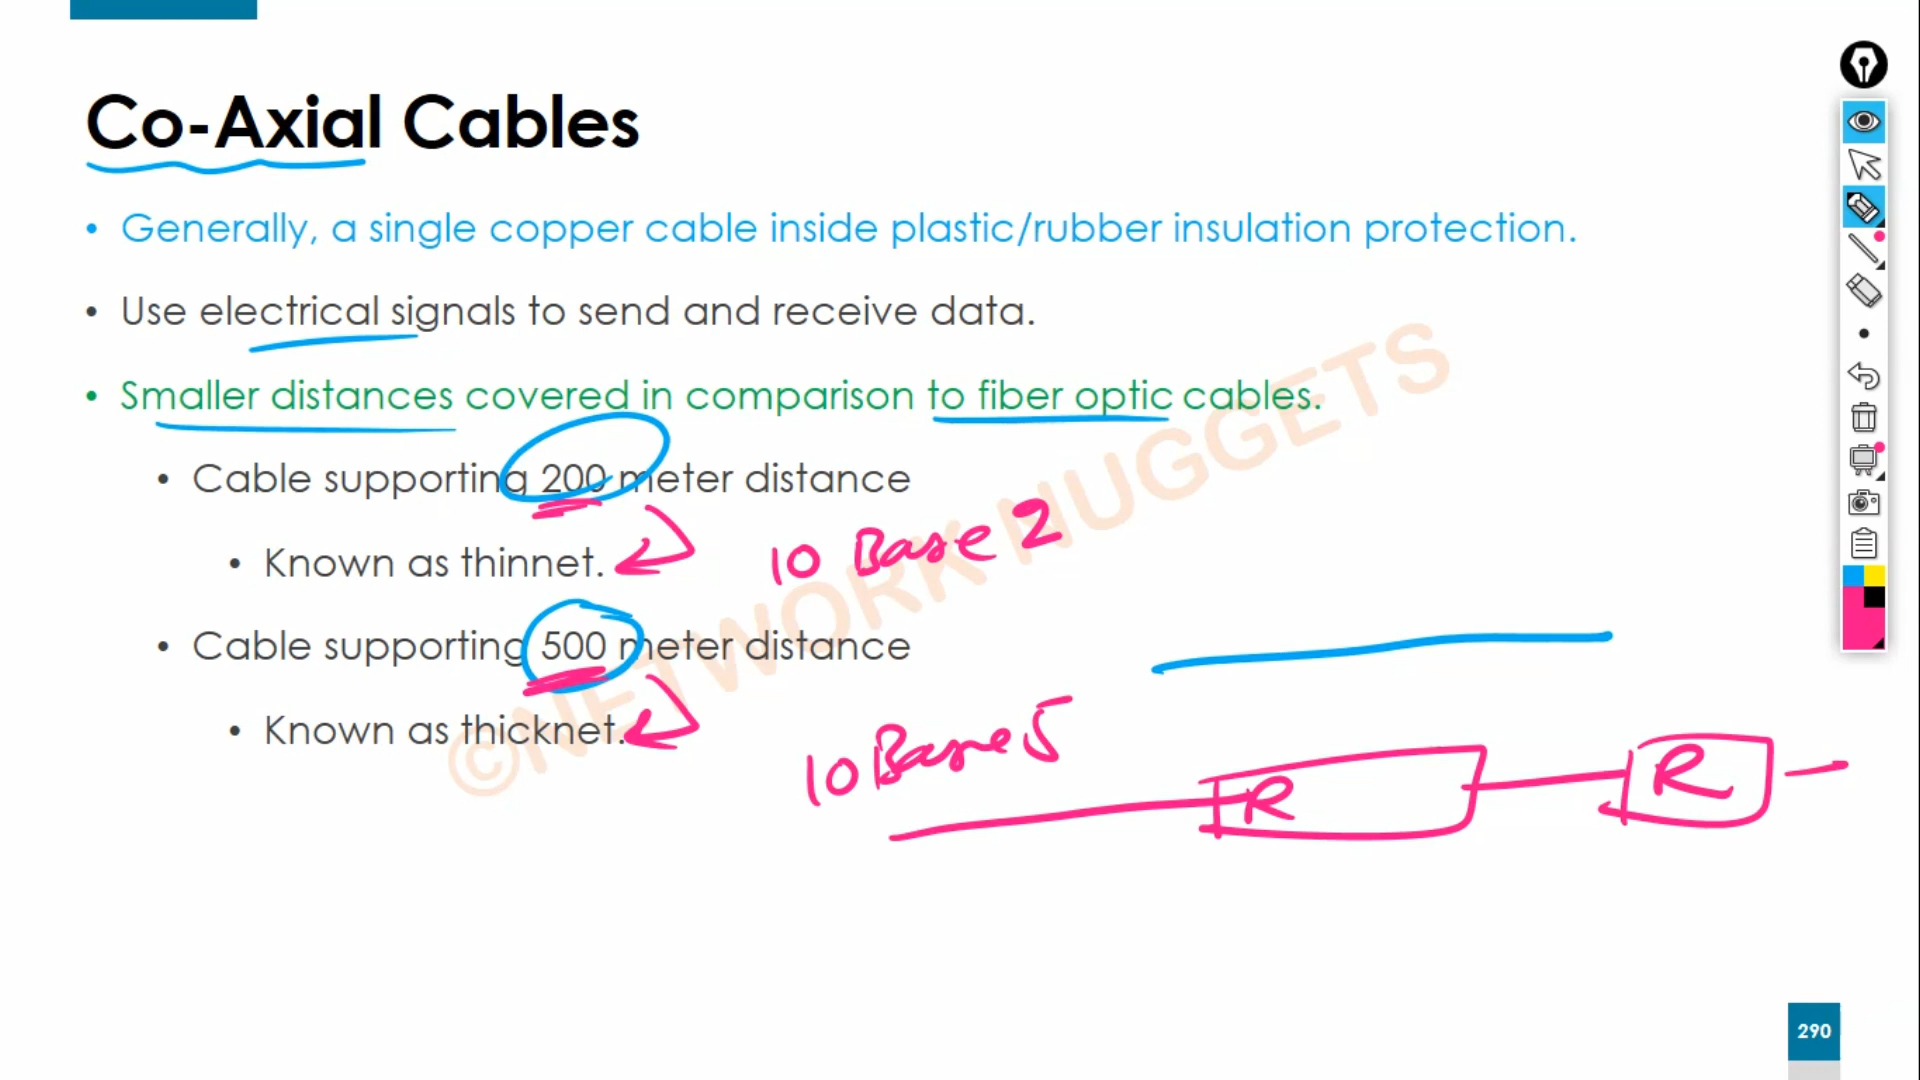 Co-Axial Cables
• Generally, a single copper cable inside plastic/rubber insulation protection.
• Use electrical signals to send and receive data.
• Smaller distances covered in comparison to fiber optic cables.
• Cable supporting 200 meter distance
• Known as thinnet.
10 Base 2
• Cable supporting 500 meter distance
• Known as thicknet.
10 Base 5
R
R
©NETWORK NUGGETS
290